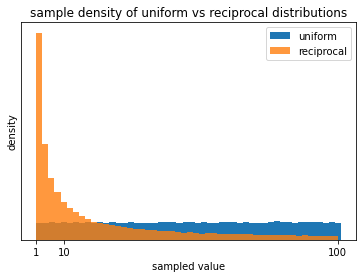 sample density of uniform vs reciprocal distributions
uniform
reciprocal
density
1 10 100
sampled value